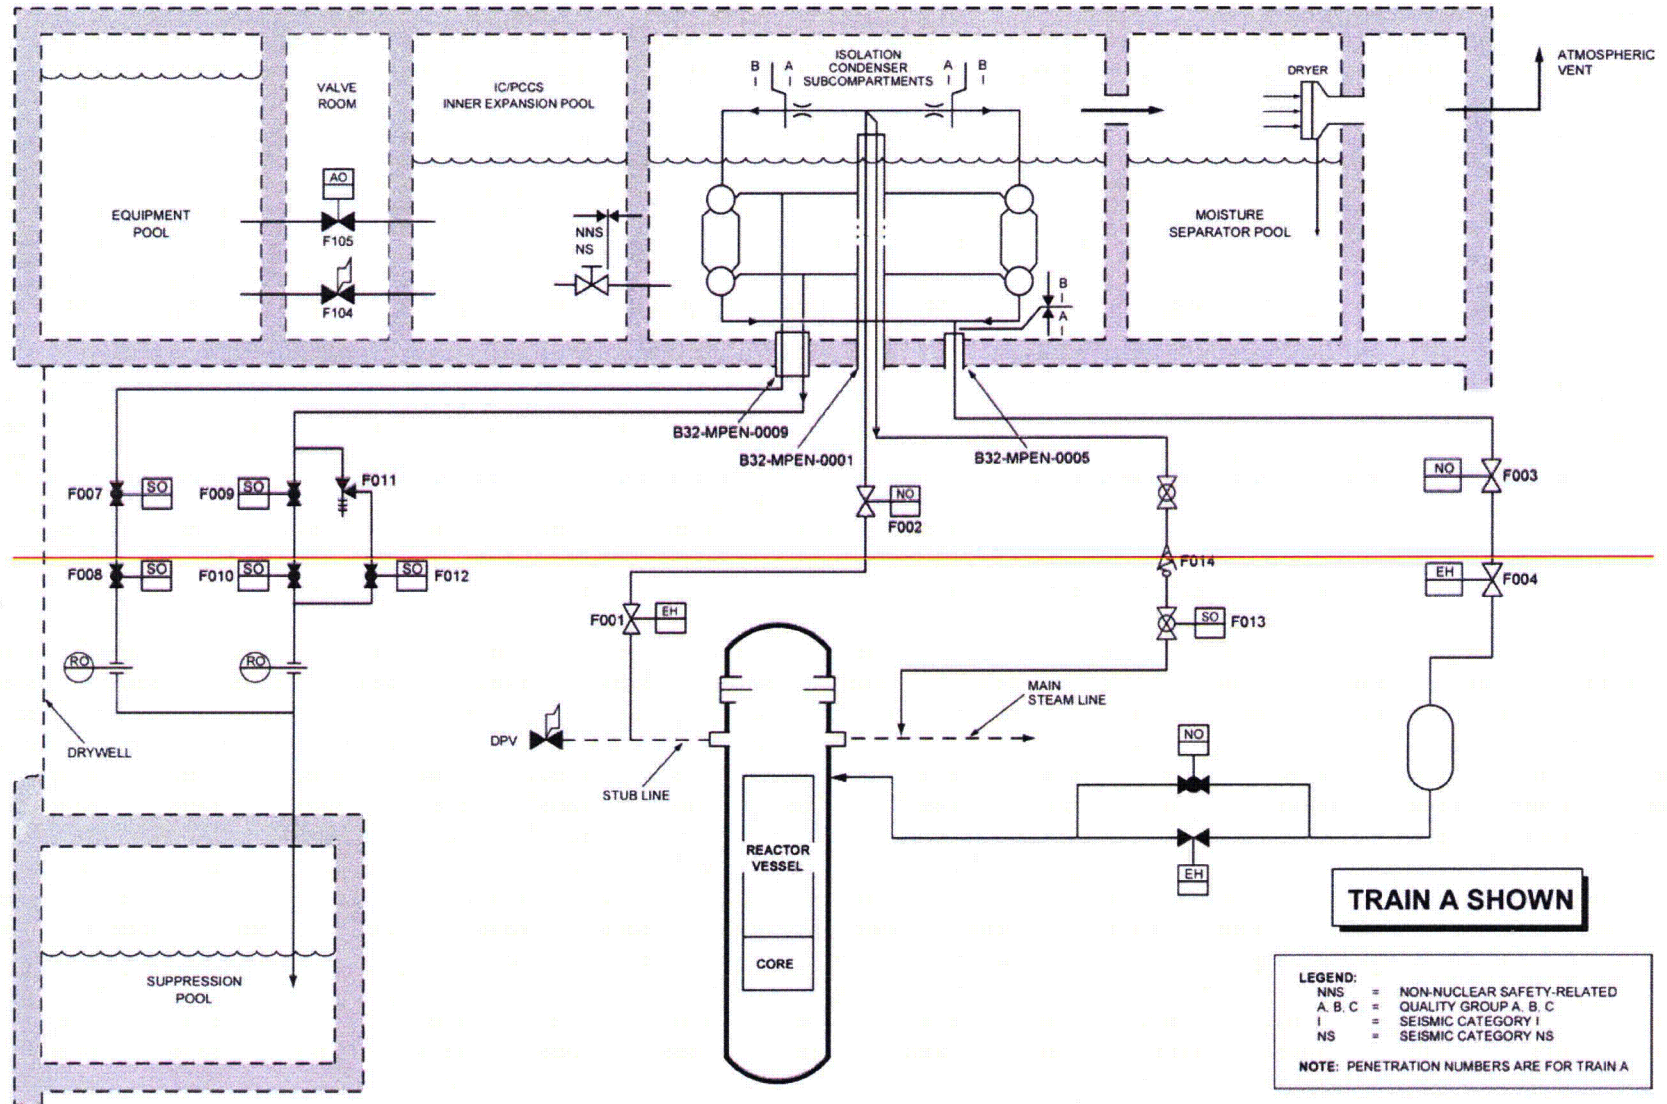 ISOLATION
CONDENSER
SUBCOMPARTMENTS
B A
I I
A B
I I
ATMOSPHERIC
VENT
DRYER
VALVE
ROOM
IC/PCCS
INNER EXPANSION POOL
AO
F105
EQUIPMENT
POOL
NNS
NS
MOISTURE
SEPARATOR POOL
F104
B
I
A
I
B32-MPEN-0009
B32-MPEN-0001
B32-MPEN-0005
F007 SO
F009 SO
F011
NO
F002
NO F003
F008 SO
F010 SO
SO F012
F014
EH F004
F001 EH
SO F013
RO
RO
MAIN
STEAM LINE
DPV
DRYWELL
STUB LINE
NO
EH
REACTOR
VESSEL
CORE
SUPPRESSION
POOL
TRAIN A SHOWN
LEGEND:
NNS = NON-NUCLEAR SAFETY-RELATED
A, B, C = QUALITY GROUP A, B, C
I = SEISMIC CATEGORY I
NS = SEISMIC CATEGORY NS
NOTE: PENETRATION NUMBERS ARE FOR TRAIN A